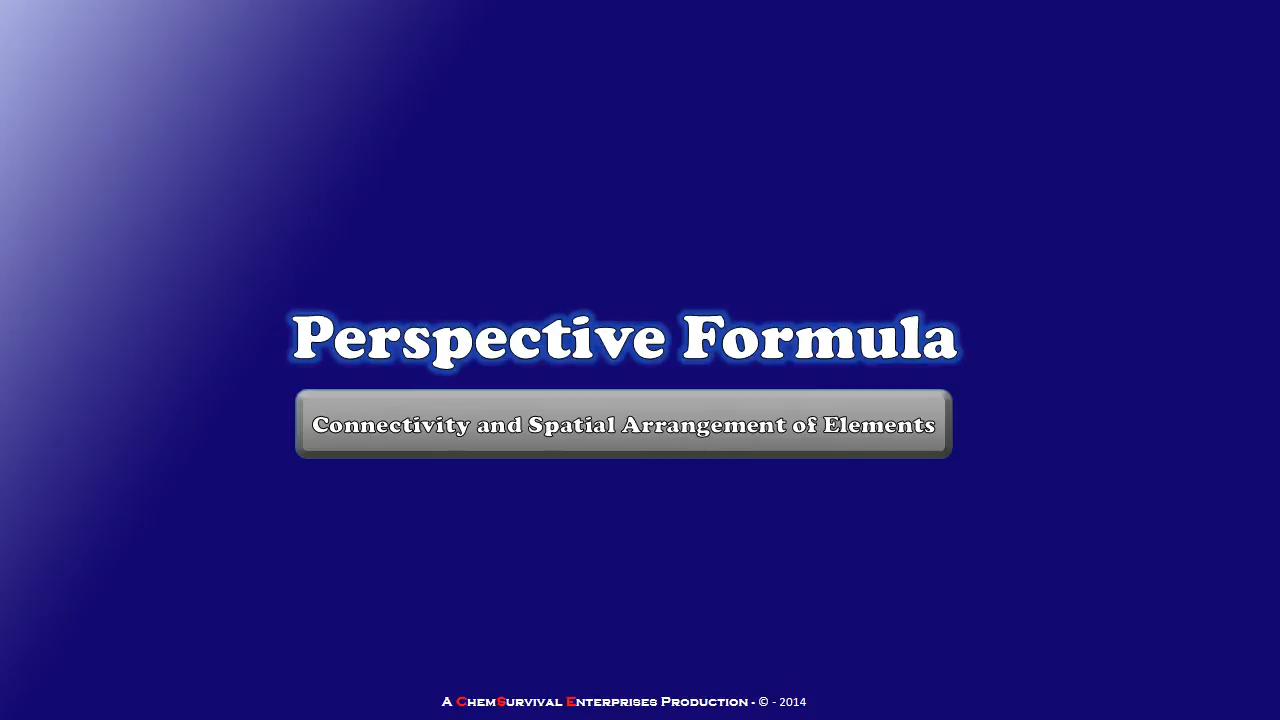 Perspective Formula
Connectivity and Spatial Arrangement of Elements
A ChemSurvival Enterprises Production - © - 2014